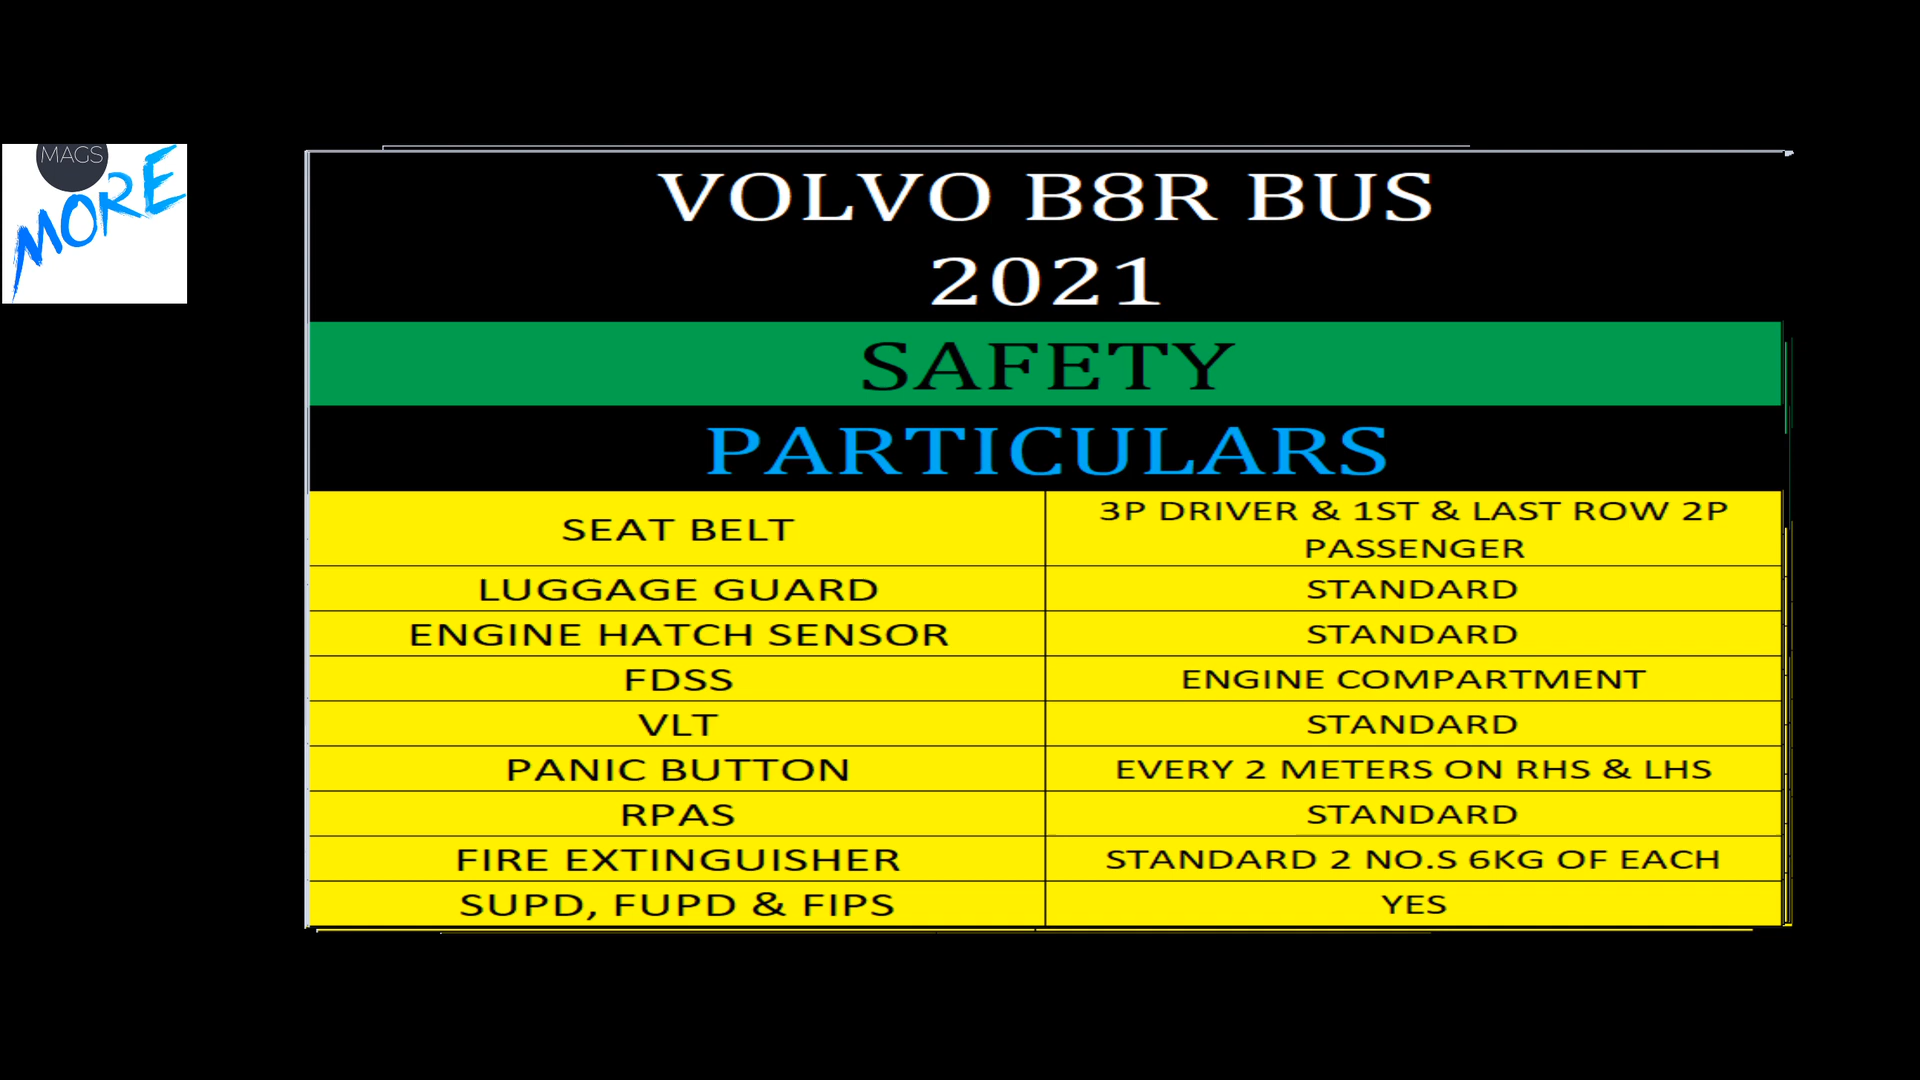 MAGS
MORE
VOLVO B8R BUS
2021
SAFETY
PARTICULARS
SEAT BELT
3P DRIVER & 1ST & LAST ROW 2P
PASSENGER
LUGGAGE GUARD
STANDARD
ENGINE HATCH SENSOR
STANDARD
FDSS
ENGINE COMPARTMENT
VLT
STANDARD
PANIC BUTTON
EVERY 2 METERS ON RHS & LHS
RPAS
STANDARD
FIRE EXTINGUISHER
STANDARD 2 NO.S 6KG OF EACH
SUPD, FUPD & FIPS
YES